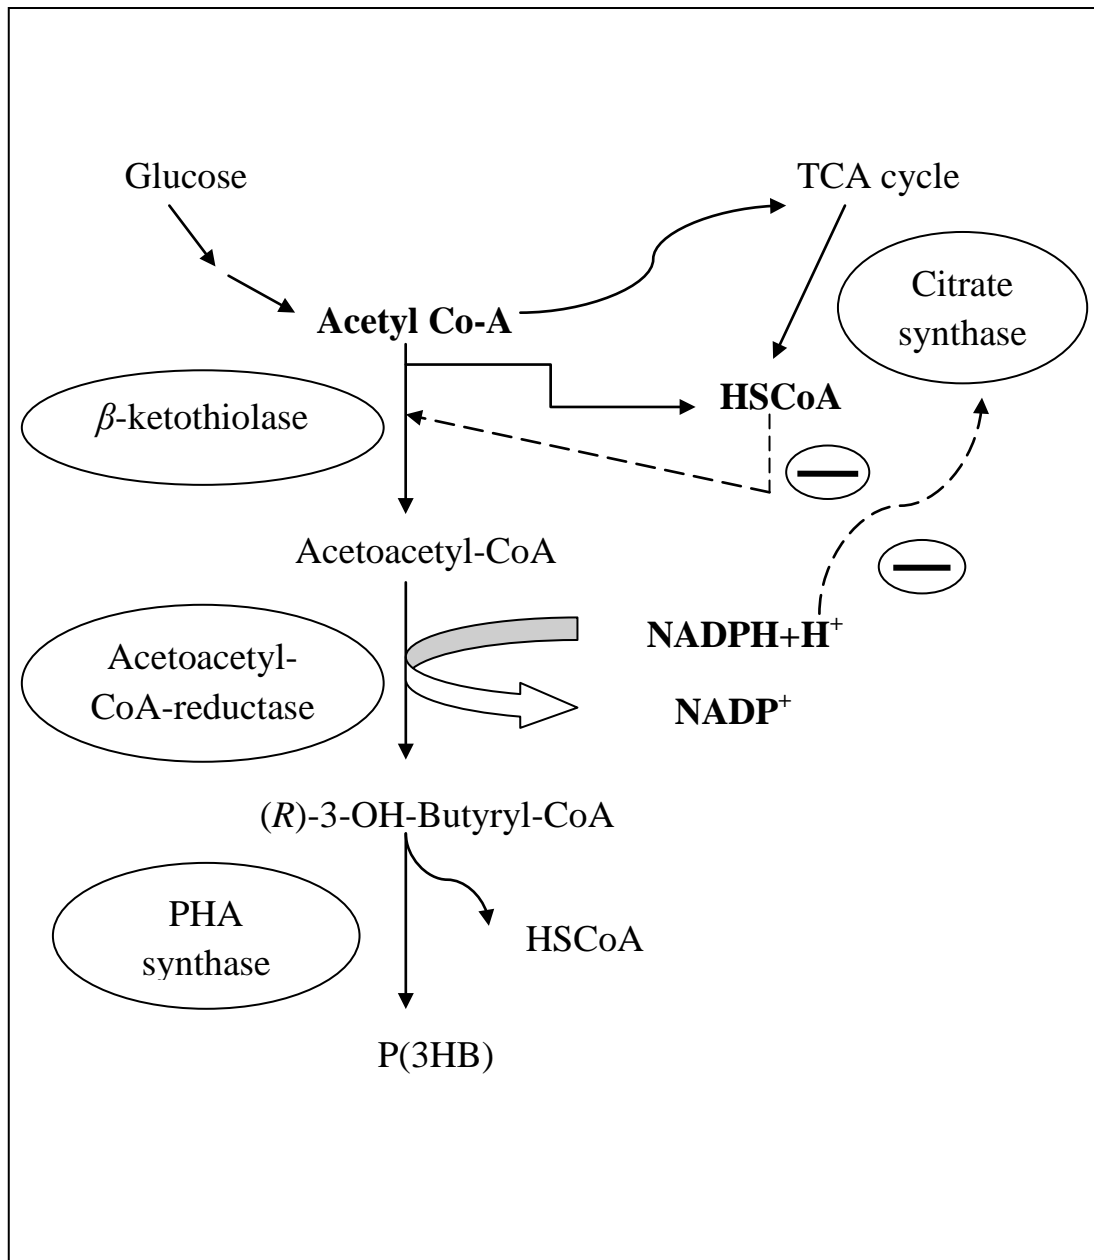 Glucose
TCA cycle
Citrate
synthase
Acetyl Co-A
HSCoA
β-ketothiolase
Acetoacetyl-CoA
NADPH+H⁺
Acetoacetyl-
CoA-reductase
NADP⁺
(R)-3-OH-Butyryl-CoA
PHA
synthase
HSCoA
P(3HB)